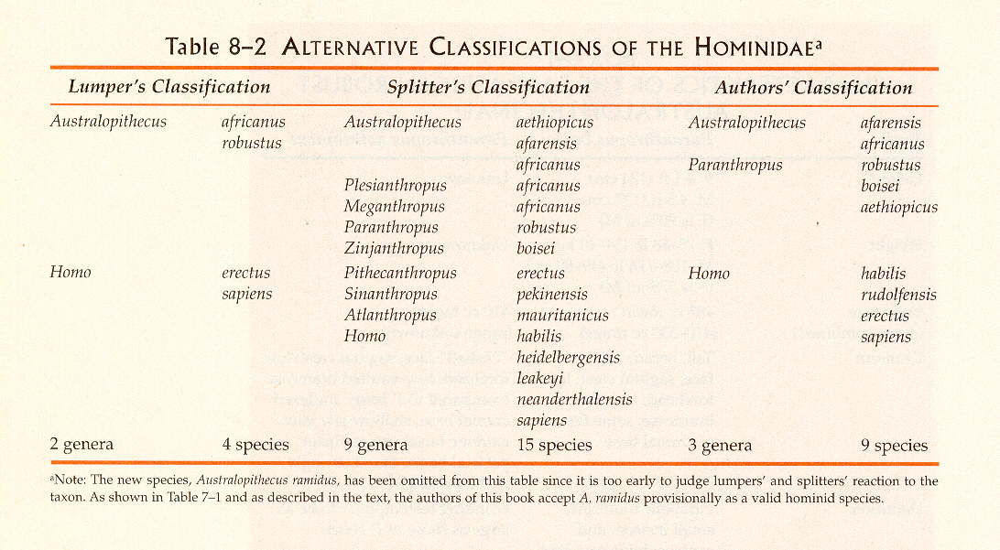 Table 8–2 ALTERNATIVE CLASSIFICATIONS OF THE HOMINIDAEᵃ
Lumper's Classification Splitter's Classification Authors' Classification
Australopithecus africanus Australopithecus aethiopicus Australopithecus afarensis
robustus afarensis africanus
africanus Paranthropus robustus
Plesianthropus africanus boisei
Meganthropus africanus aethiopicus
Paranthropus robustus
Zinjanthropus boisei
Homo erectus Pithecanthropus erectus Homo habilis
sapiens Sinanthropus pekinensis rudolfensis
Atlanthropus mauritanicus erectus
Homo habilis sapiens
heidelbergensis
leakeyi
neanderthalensis
sapiens
2 genera 4 species 9 genera 15 species 3 genera 9 species
ᵃNote: The new species, Australopithecus ramidus, has been omitted from this table since it is too early to judge lumpers' and splitters' reaction to the
taxon. As shown in Table 7–1 and as described in the text, the authors of this book accept A. ramidus provisionally as a valid hominid species.